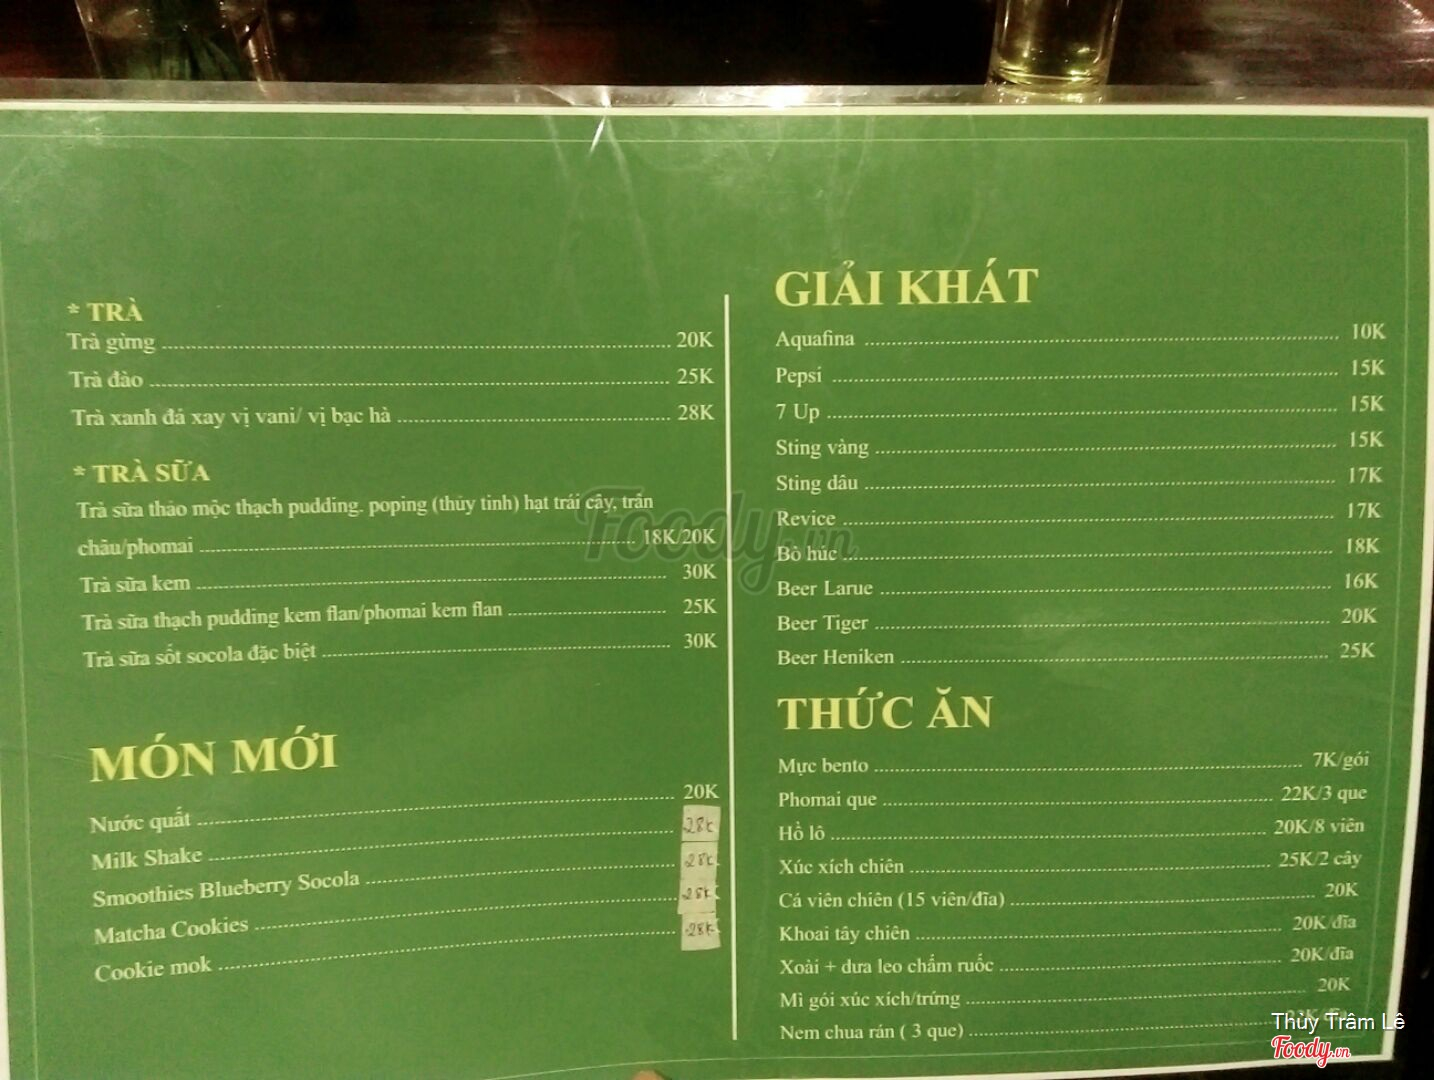 * TRÀ
Trà gừng 20K
Trà đào 25K
Trà xanh đá xay vị vani/ vị bạc hà 28K
* TRÀ SỮA
Trà sữa thảo mộc thạch pudding. poping (thủy tinh) hạt trái cây, trân
châu/phomai 18K/20K
Trà sữa kem 30K
Trà sữa thạch pudding kem flan/phomai kem flan 25K
Trà sữa sốt socola đặc biệt 30K
MÓN MỚI
Nước quất 20K
Milk Shake 28K
Smoothies Blueberry Socola 28K
Matcha Cookies 28K
Cookie mok 28K
GIẢI KHÁT
Aquafina 10K
Pepsi 15K
7 Up 15K
Sting vàng 15K
Sting dâu 17K
Revice 17K
Bò húc 18K
Beer Larue 16K
Beer Tiger 20K
Beer Heniken 25K
THỨC ĂN
Mực bento 7K/gói
Phomai que 22K/3 que
Hồ lô 20K/8 viên
Xúc xích chiên 25K/2 cây
Cá viên chiên (15 viên/đĩa) 20K
Khoai tây chiên 20K/đĩa
Xoài + dưa leo chấm ruốc 20K/đĩa
Mì gói xúc xích/trứng 20K
Nem chua rán ( 3 que)
Foody.vn
Thùy Trâm Lê
Foody.vn